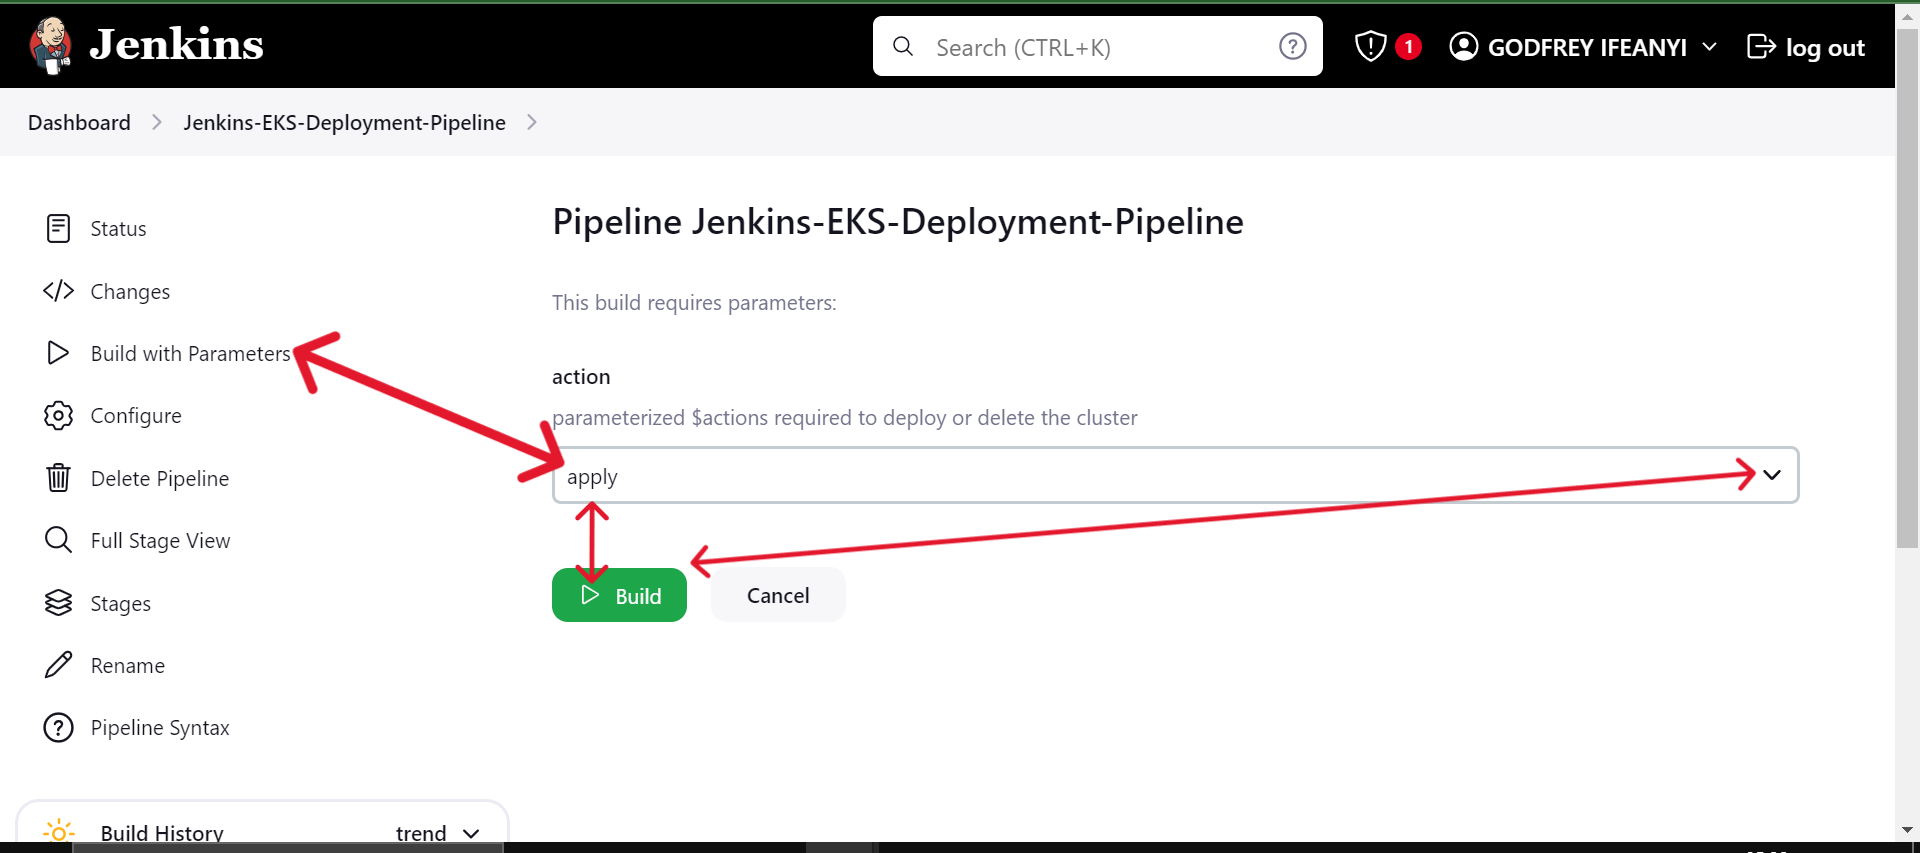 Jenkins
Search (CTRL+K)
1
GODFREY IFEANYI
log out
Dashboard
Jenkins-EKS-Deployment-Pipeline
Status
Changes
Build with Parameters
Configure
Delete Pipeline
Full Stage View
Stages
Rename
Pipeline Syntax
Build History
trend
Pipeline Jenkins-EKS-Deployment-Pipeline
This build requires parameters:
action
parameterized $actions required to deploy or delete the cluster
apply
Build
Cancel